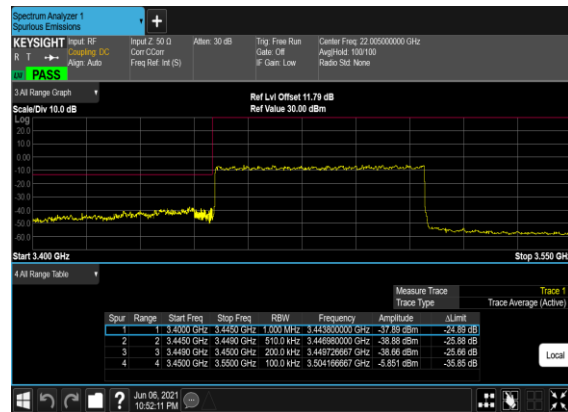 Spectrum Analyzer 1
Spurious Emissions
KEYSIGHT
R T
LW PASS
Input: RF
Coupling: DC
Align: Auto
Input Z: 50 Ω
Corr CCorr
Freq Ref: Int (S)
Atten: 30 dB
Trig: Free Run
Gate: Off
IF Gain: Low
Center Freq: 22.005000000 GHz
Avg|Hold: 100/100
Radio Std: None
3 All Range Graph
Scale/Div 10.0 dB
Ref Lvl Offset 11.79 dB
Ref Value 30.00 dBm
Log
20.0
10.0
0.00
-10.0
-20.0
-30.0
-40.0
-50.0
-60.0
Start 3.400 GHz
Stop 3.550 GH
4 All Range Table
Measure Trace Trace 1
Trace Type Trace Average (Active)
Spur Range Start Freq Stop Freq RBW Frequency Amplitude ΔLimit
1 1 3.4000 GHz 3.4450 GHz 1.000 MHz 3.443800000 GHz -37.89 dBm -24.89 dB
2 2 3.4450 GHz 3.4490 GHz 510.0 kHz 3.446980000 GHz -38.88 dBm -25.88 dB
3 3 3.4490 GHz 3.4500 GHz 200.0 kHz 3.449726667 GHz -38.66 dBm -25.66 dB
4 4 3.4500 GHz 3.5500 GHz 100.0 kHz 3.504166667 GHz -5.851 dBm -35.85 dB
Local
?
Jun 06, 2021
10:52:11 PM